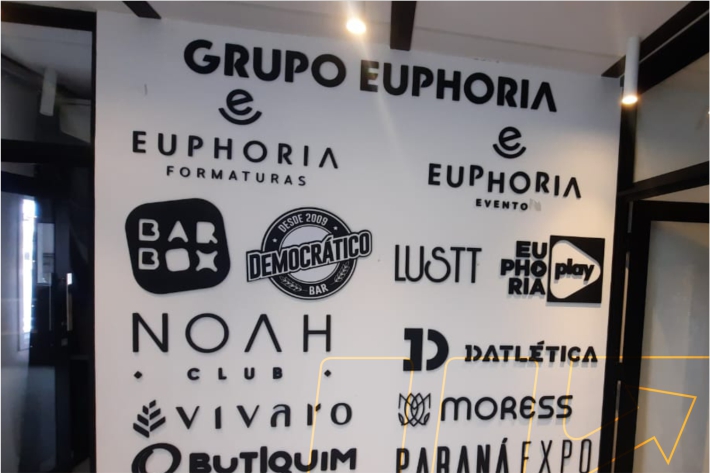 GRUPO EUPHORIA
EUPHORIA
FORMATURAS
EUPHORIA
EVENTO
BAR
BOX
DESDE 2009
DEMOCRÁTICO
BAR
LUSTT
EU
PHO
RIA
play
NOAH
CLUB
D DATLÉTICA
vivaro
MORESS
BUTIQUIM
PARANÁ EXPO